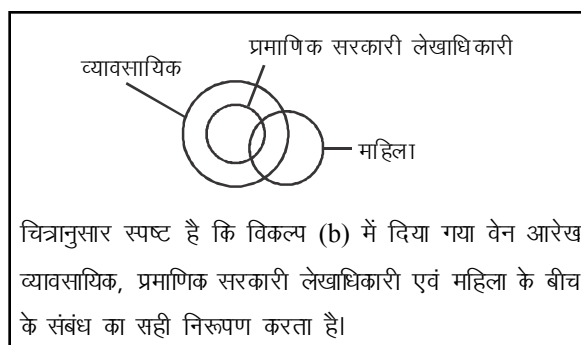 प्रमाणिक सरकारी लेखाधिकारी
व्यावसायिक
महिला
चित्रानुसार स्पष्ट है कि विकल्प (b) में दिया गया वेन आरेख
व्यावसायिक, प्रमाणिक सरकारी लेखाधिकारी एवं महिला के बीच
के संबंध का सही निरूपण करता है।